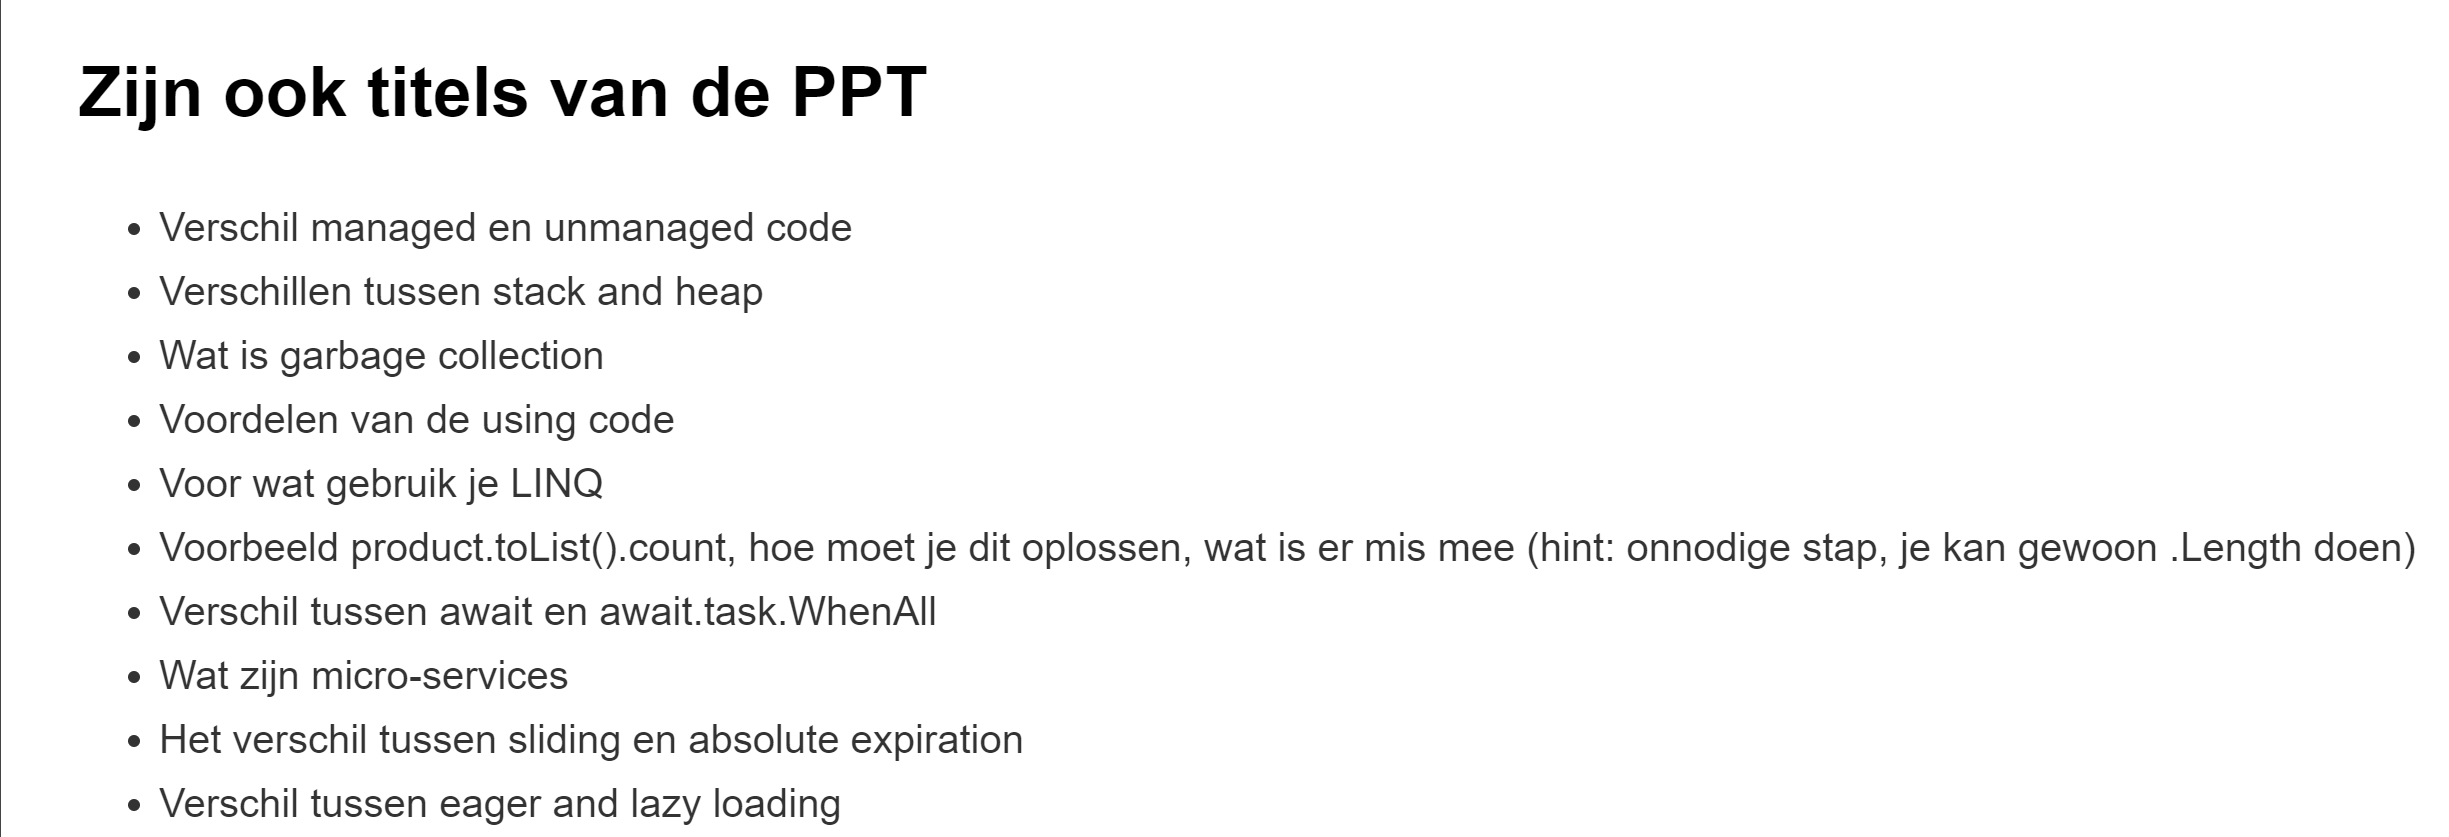 Zijn ook titels van de PPT
• Verschil managed en unmanaged code
• Verschillen tussen stack and heap
• Wat is garbage collection
• Voordelen van de using code
• Voor wat gebruik je LINQ
• Voorbeeld product.toList().count, hoe moet je dit oplossen, wat is er mis mee (hint: onnodige stap, je kan gewoon .Length doen)
• Verschil tussen await en await.task.WhenAll
• Wat zijn micro-services
• Het verschil tussen sliding en absolute expiration
• Verschil tussen eager and lazy loading